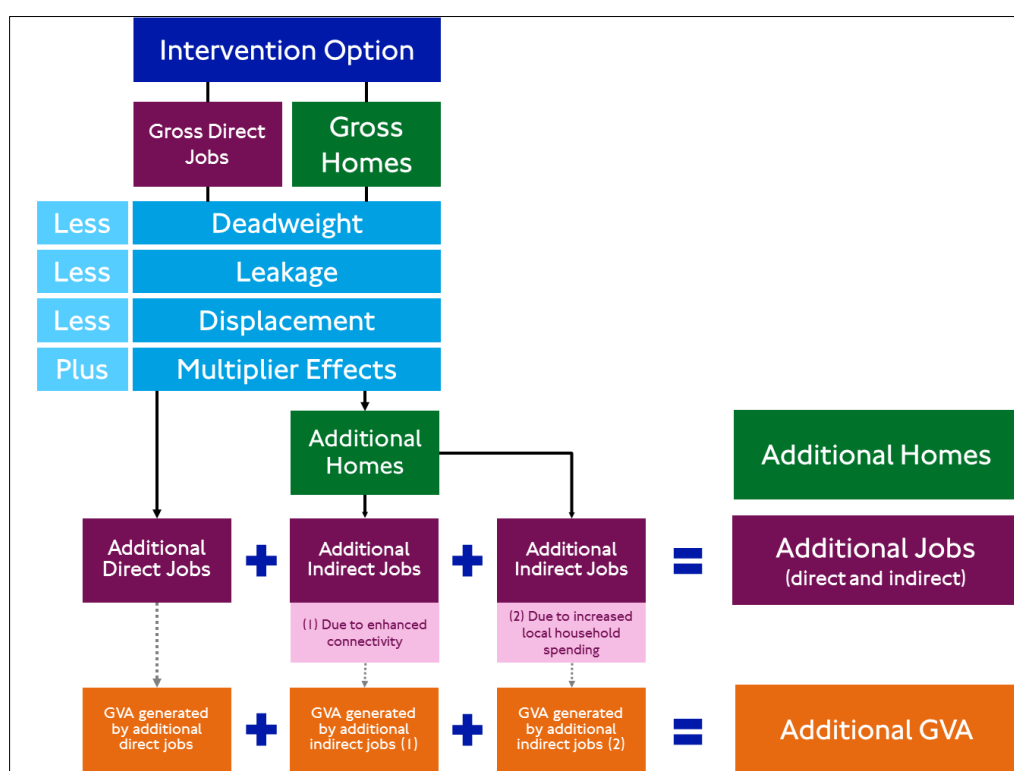 Intervention Option
Gross Direct
Jobs
Gross
Homes
Less
Deadweight
Less
Leakage
Less
Displacement
Plus
Multiplier Effects
Additional
Homes
Additional Homes
Additional
Direct Jobs
+
Additional
Indirect Jobs
+
Additional
Indirect Jobs
=
Additional Jobs
(direct and indirect)
(1) Due to enhanced
connectivity
(2) Due to increased
local household
spending
GVA generated
by additional
direct jobs
+
GVA generated
by additional
indirect jobs (1)
+
GVA generated
by additional
indirect jobs (2)
=
Additional GVA